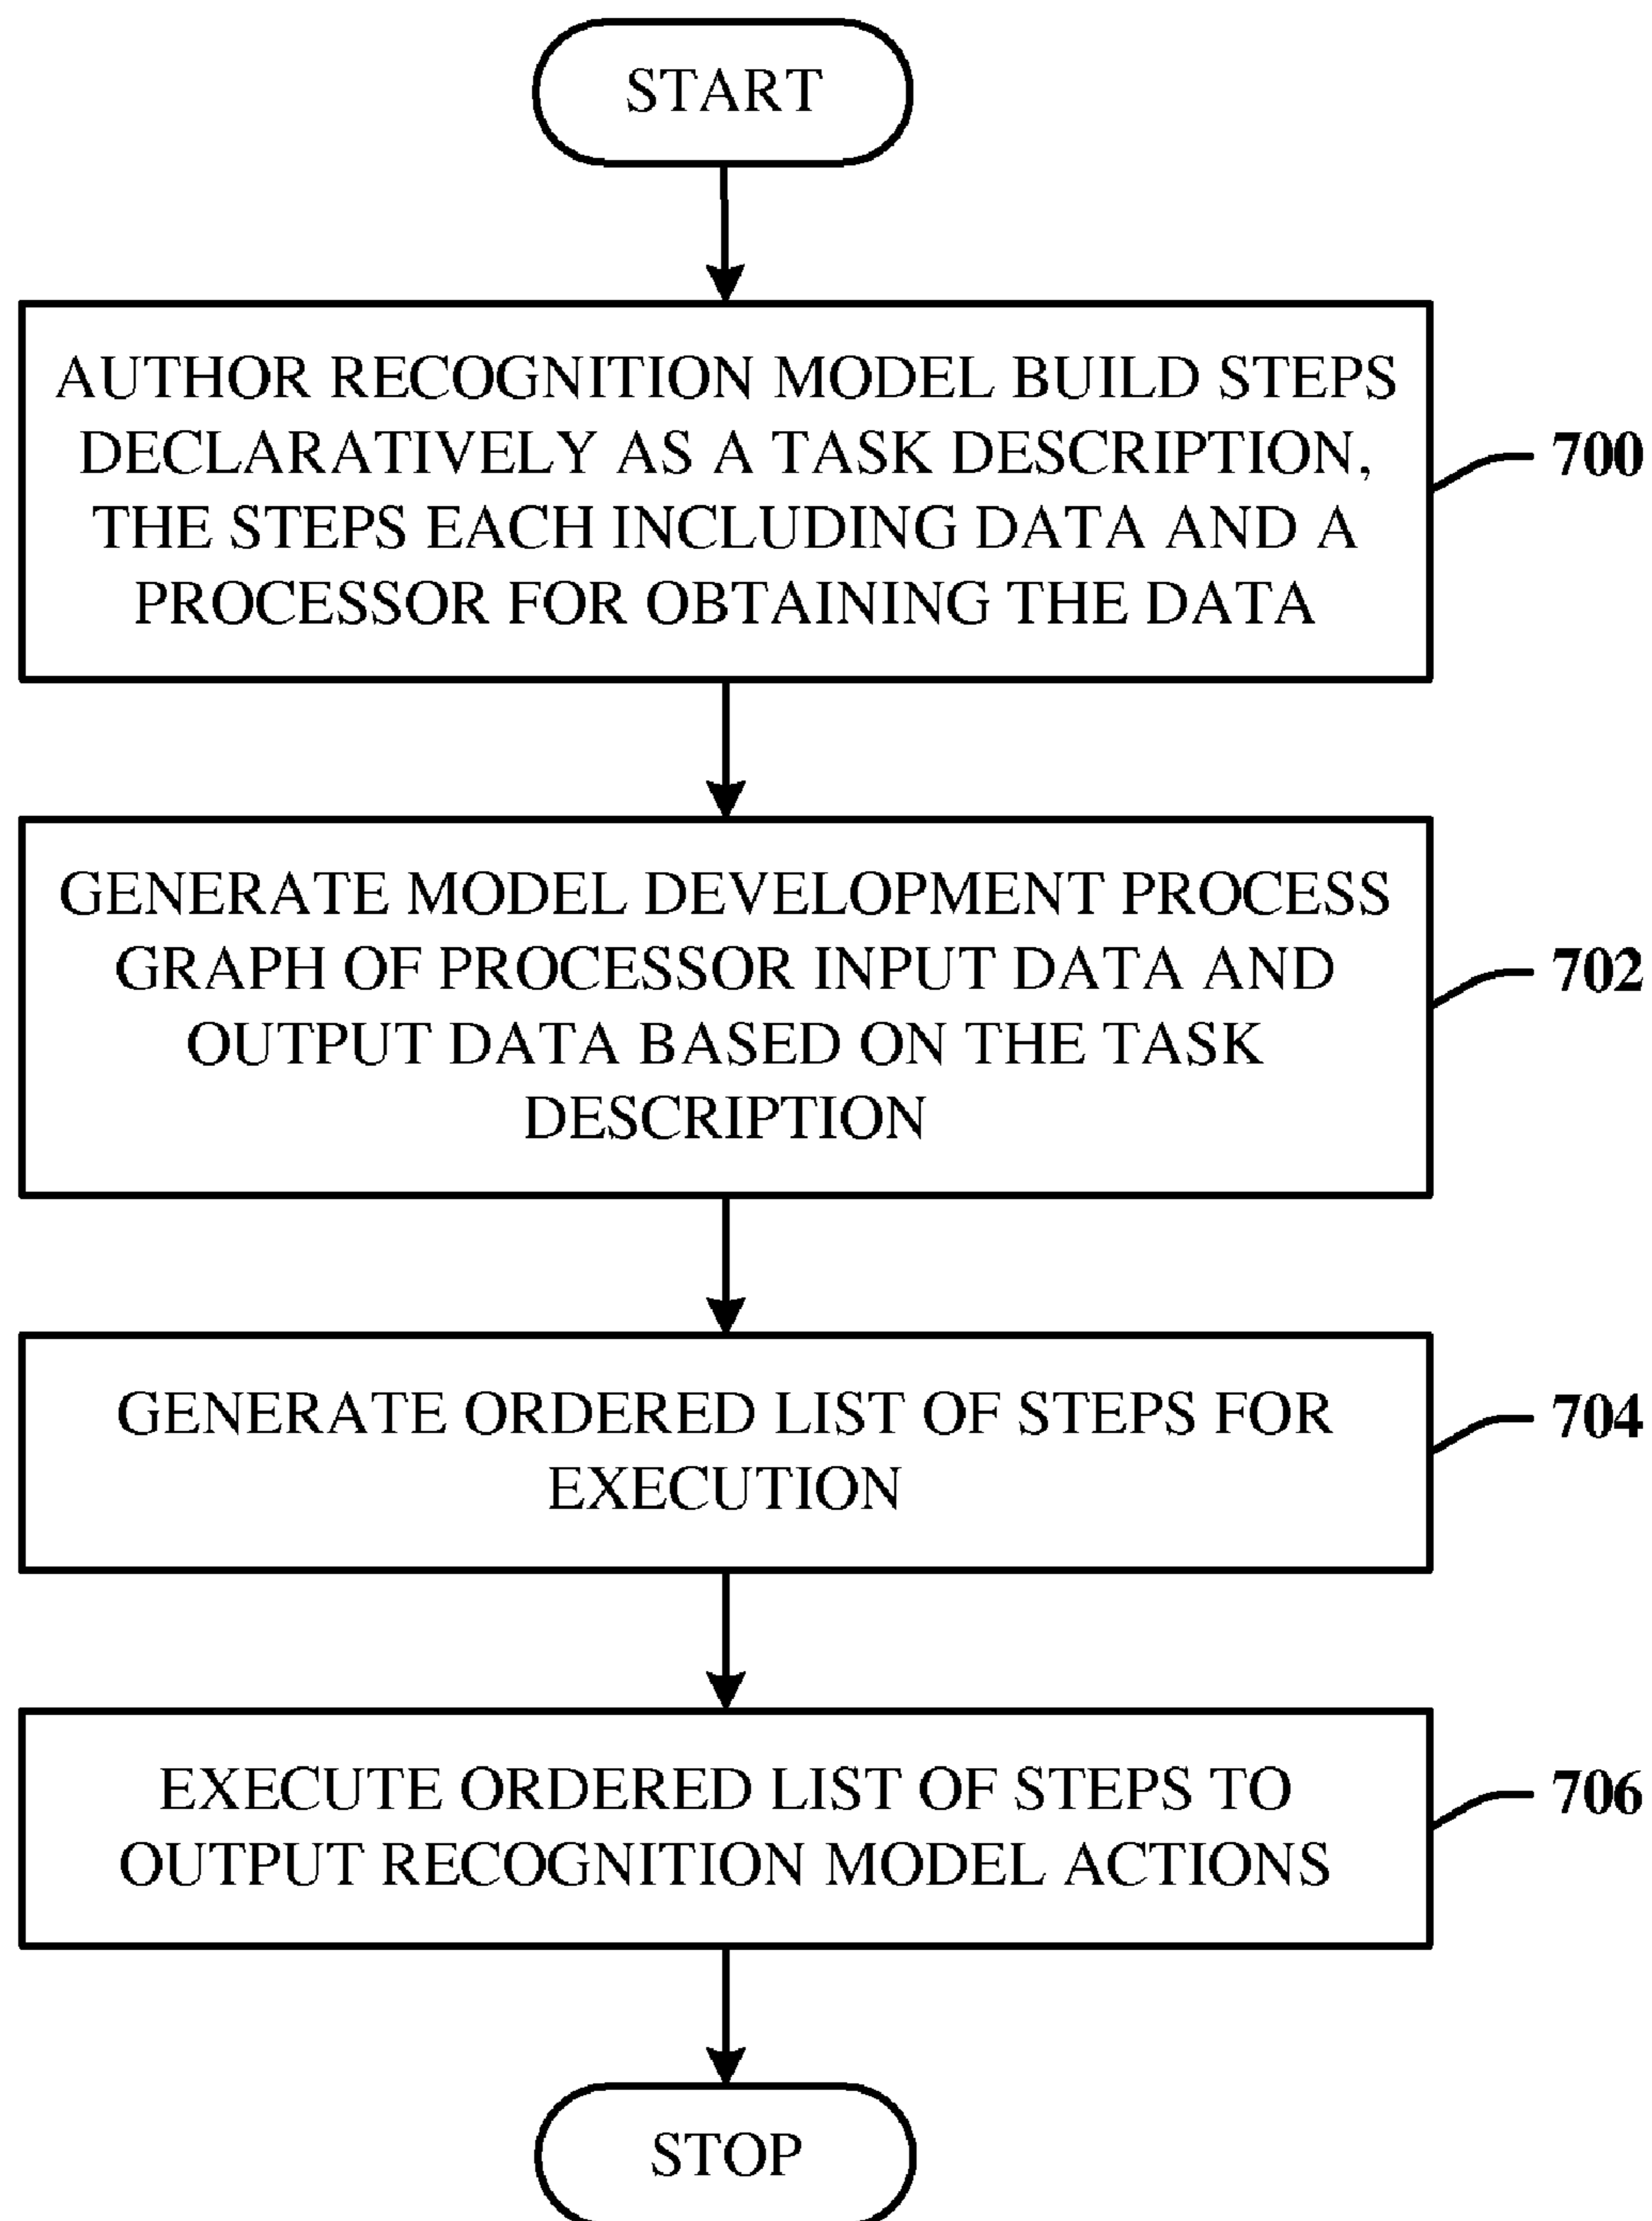 START
AUTHOR RECOGNITION MODEL BUILD STEPS
DECLARATIVELY AS A TASK DESCRIPTION,
THE STEPS EACH INCLUDING DATA AND A
PROCESSOR FOR OBTAINING THE DATA
700
GENERATE MODEL DEVELOPMENT PROCESS
GRAPH OF PROCESSOR INPUT DATA AND
OUTPUT DATA BASED ON THE TASK
DESCRIPTION
702
GENERATE ORDERED LIST OF STEPS FOR
EXECUTION
704
EXECUTE ORDERED LIST OF STEPS TO
OUTPUT RECOGNITION MODEL ACTIONS
706
STOP